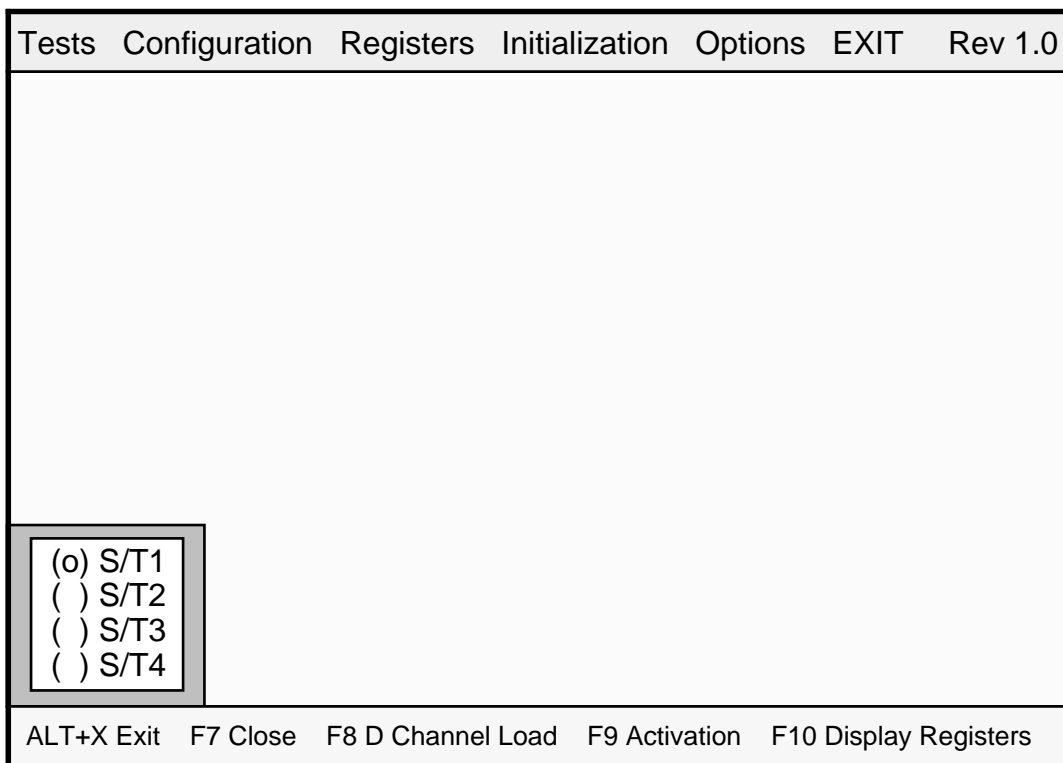 Tests Configuration Registers Initialization Options EXIT Rev 1.0
(o) S/T1
( ) S/T2
( ) S/T3
( ) S/T4
ALT+X Exit F7 Close F8 D Channel Load F9 Activation F10 Display Registers